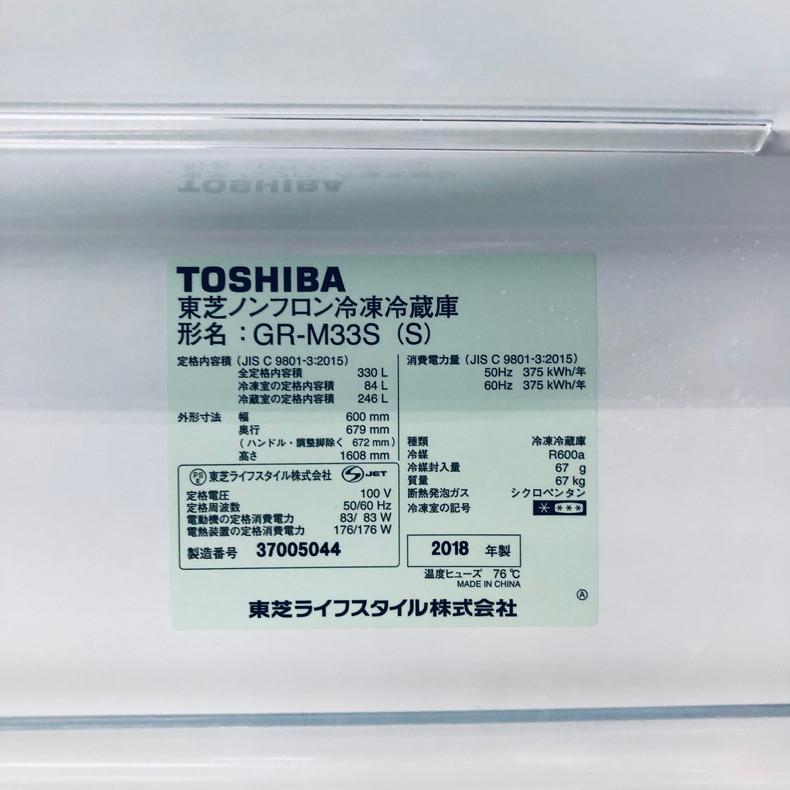 TOSHIBA
東芝ノンフロン冷凍冷蔵庫
形名：GR-M33S (S)
定格内容積 (JIS C 9801-3:2015)
全定格内容積 330 L
冷凍室の定格内容積 84 L
冷蔵室の定格内容積 246 L
外形寸法 幅 600 mm
奥行 679 mm
(ハンドル・調整脚除く 672 mm)
高さ 1608 mm
PS E 東芝ライフスタイル株式会社 S JET
定格電圧 100 V
定格周波数 50/60 Hz
電動機の定格消費電力 83/ 83 W
電熱装置の定格消費電力 176/176 W
製造番号 37005044
消費電力量 (JIS C 9801-3:2015)
50Hz 375 kWh/年
60Hz 375 kWh/年
種類 冷凍冷蔵庫
冷媒 R600a
冷媒封入量 67 g
質量 67 kg
断熱発泡ガス シクロペンタン
冷凍室の記号 * ***
2018 年製
温度ヒューズ 76 ℃
MADE IN CHINA
Ⓐ
東芝ライフスタイル株式会社